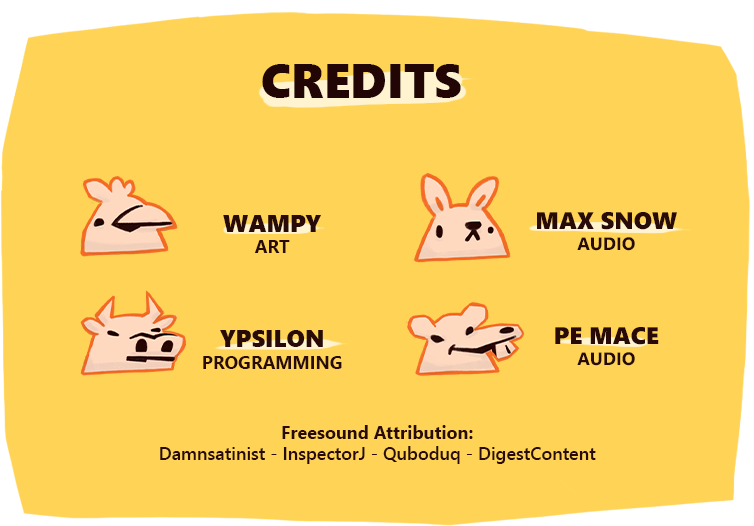 CREDITS
WAMPY
ART
MAX SNOW
AUDIO
YPSILON
PROGRAMMING
PE MACE
AUDIO
Freesound Attribution:
Damnsatinist - InspectorJ - Quboduq - DigestContent